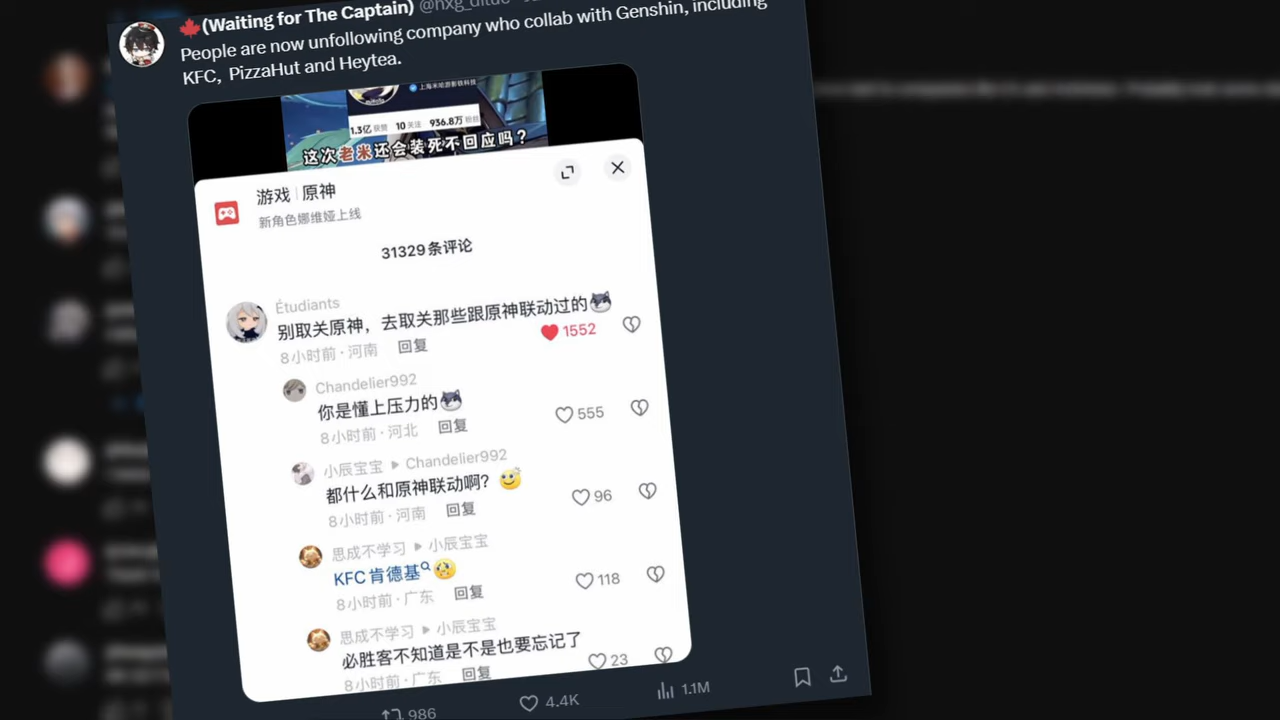 🍁(Waiting for The Captain)
People are now unfollowing company who collab with Genshin, including
KFC, PizzaHut and Heytea.
上海米哈游影铁科技
1.3亿 获赞 10 关注 936.8万 粉丝
这次老米还会装死不回应吗?
游戏 | 原神
新角色娜维娅上线
31329条评论
Étudiants
别取关原神，去取关那些跟原神联动过的
8小时前 · 河南 回复 1552
Chandelier992
你是懂上压力的
8小时前 · 河北 回复 555
小辰宝宝 ▶ Chandelier992
都什么和原神联动啊?
8小时前 · 河南 回复 96
思成不学习 ▶ 小辰宝宝
KFC肯德基
8小时前 · 广东 回复 118
思成不学习 ▶ 小辰宝宝
必胜客不知道是不是也要忘记了
8小时前 · 广东 回复 23
986 4.4K 1.1M